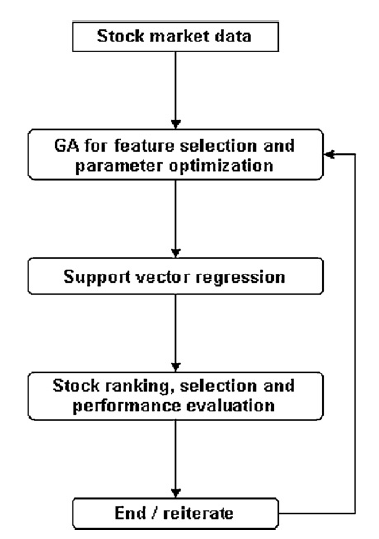 Stock market data
GA for feature selection and
parameter optimization
Support vector regression
Stock ranking, selection and
performance evaluation
End / reiterate